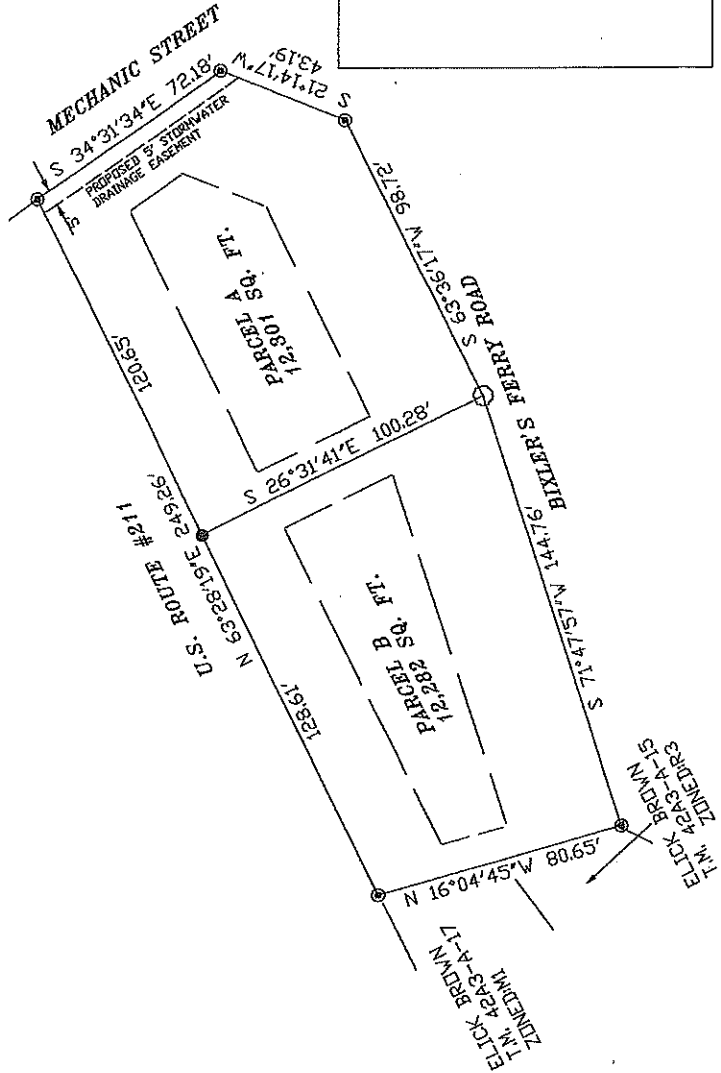 MECHANIC STREET
S 34°31'34"E 72.18'
PROPOSED 5' STORMWATER
DRAINAGE EASEMENT
5'
S 21°14'17"W
43.19'
120.65'
PARCEL A
12,301 SQ. FT.
S 63°36'17"W 98.72'
U.S. ROUTE #211
N 63°28'19"E 249.26'
S 26°31'41"E 100.28'
BIXLER'S FERRY ROAD
128.61'
PARCEL B
12,282 SQ. FT.
S 71°47'57"W 144.76'
N 16°04'45"W 80.65'
ELICK BROWN
T.M. 42A3-A-17
ZONED:M1
ELICK BROWN
T.M. 42A3-A-15
ZONED:R3